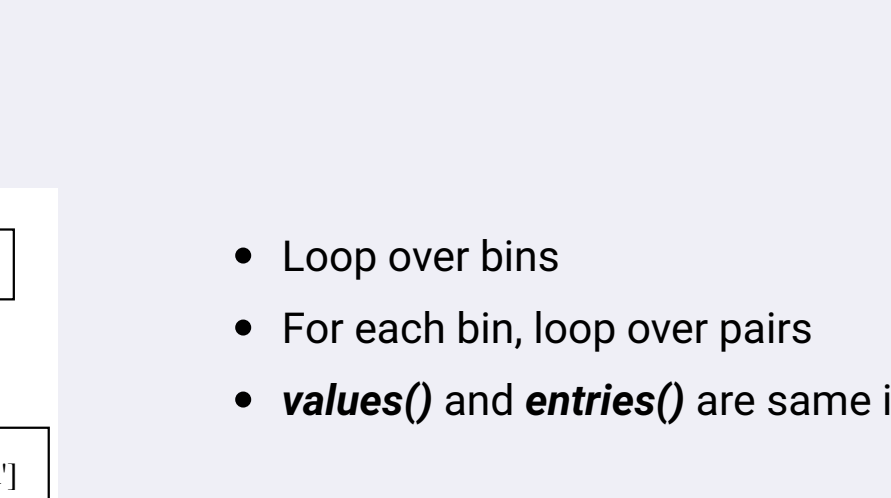 Loop over bins
For each bin, loop over pairs
values() and entries() are same
']